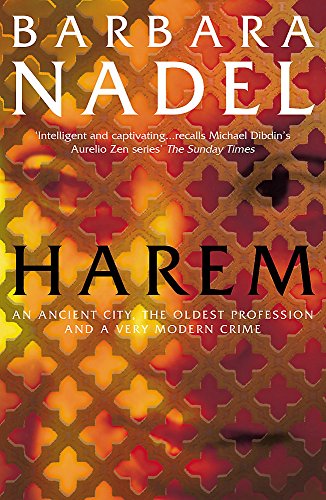 BARBARA
NADEL
'Intelligent and captivating...recalls Michael Dibdin's
Aurelio Zen series' The Sunday Times
HAREM
AN ANCIENT CITY, THE OLDEST PROFESSION
AND A VERY MODERN CRIME